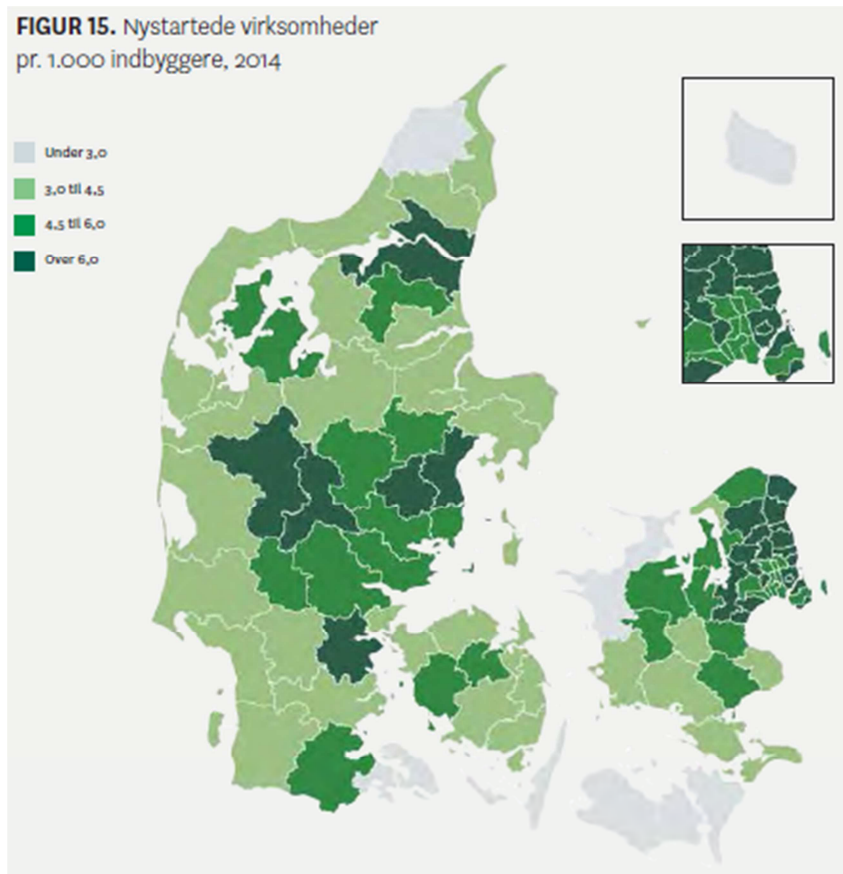 FIGUR 15. Nystartede virksomheder
pr. 1.000 indbyggere, 2014
Under 3,0
3,0 til 4,5
4,5 til 6,0
Over 6,0